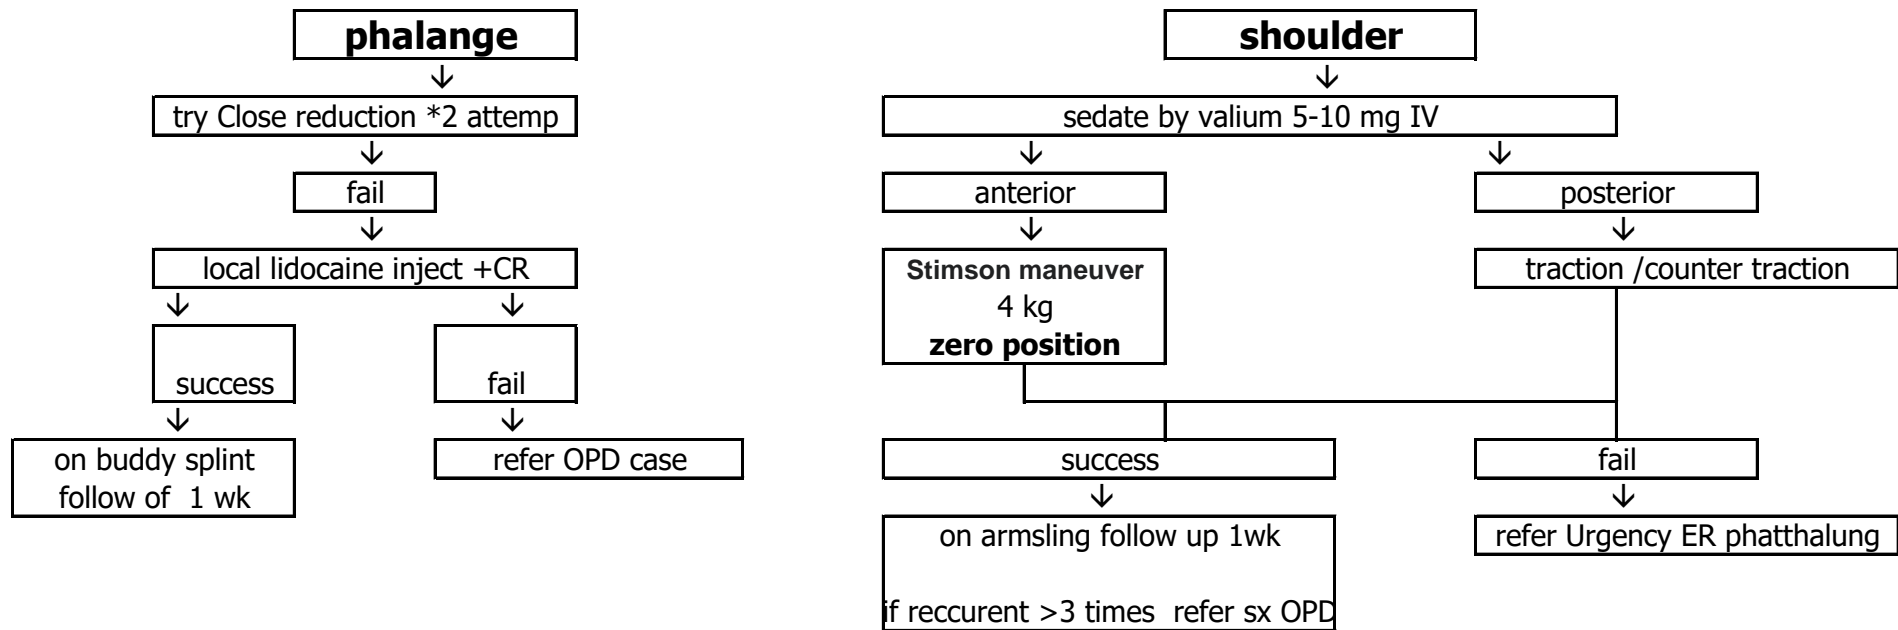 phalange
try Close reduction *2 attemp
fail
local lidocaine inject +CR
success
fail
on buddy splint
follow of 1 wk
refer OPD case
shoulder
sedate by valium 5-10 mg IV
anterior
posterior
Stimson maneuver
4 kg
zero position
traction /counter traction
success
fail
on armsling follow up 1wk
if reccurent >3 times refer sx OPD
refer Urgency ER phatthalung